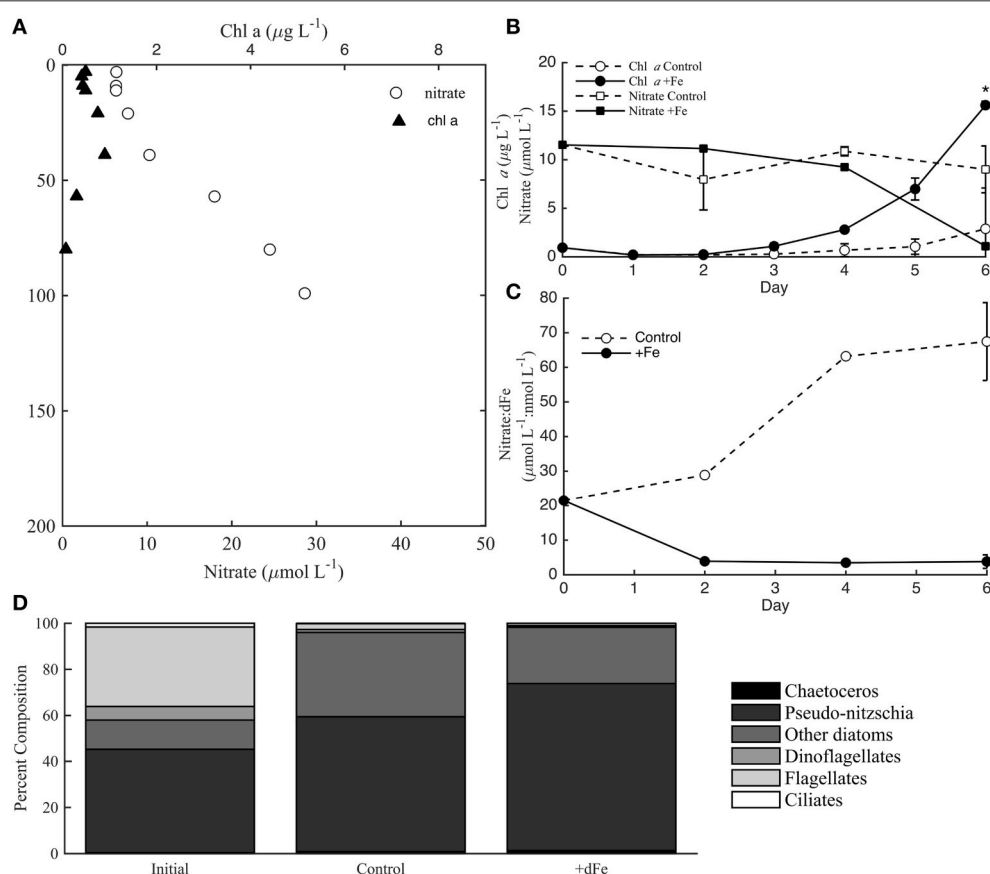 A
Chl a (μg L⁻¹)
0 2 4 6 8
0
50
100
150
200
nitrate
chl a
0 10 20 30 40 50
Nitrate (μmol L⁻¹)
B
Chl a Control
Chl a +Fe
Nitrate Control
Nitrate +Fe
*
Chl a (μg L⁻¹)
Nitrate (μmol L⁻¹)
20
15
10
5
0
0 1 2 3 4 5 6
Day
C
Control
+Fe
Nitrate:dFe
(μmol L⁻¹:nmol L⁻¹)
80
70
60
50
40
30
20
10
0
0 1 2 3 4 5 6
Day
D
Percent Composition
100
80
60
40
20
0
Initial Control +dFe
Chaetoceros
Pseudo-nitzschia
Other diatoms
Dinoflagellates
Flagellates
Ciliates